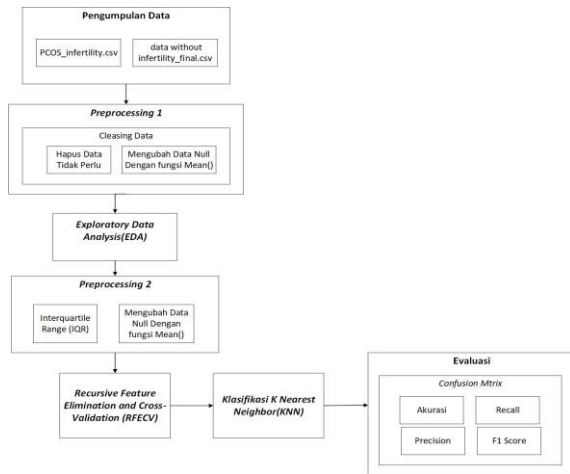 Pengumpulan Data
PCOS_infertility.csv
data without
infertility_final.csv
Preprocessing 1
Cleasing Data
Hapus Data
Tidak Perlu
Mengubah Data Null
Dengan fungsi Mean()
Exploratory Data
Analysis(EDA)
Preprocessing 2
Interquartile
Range (IQR)
Mengubah Data
Null Dengan
fungsi Mean()
Recursive Feature
Elimination and Cross-
Validation (RFECV)
Klasifikasi K Nearest
Neighbor(KNN)
Evaluasi
Confusion Mtrix
Akurasi
Recall
Precision
F1 Score